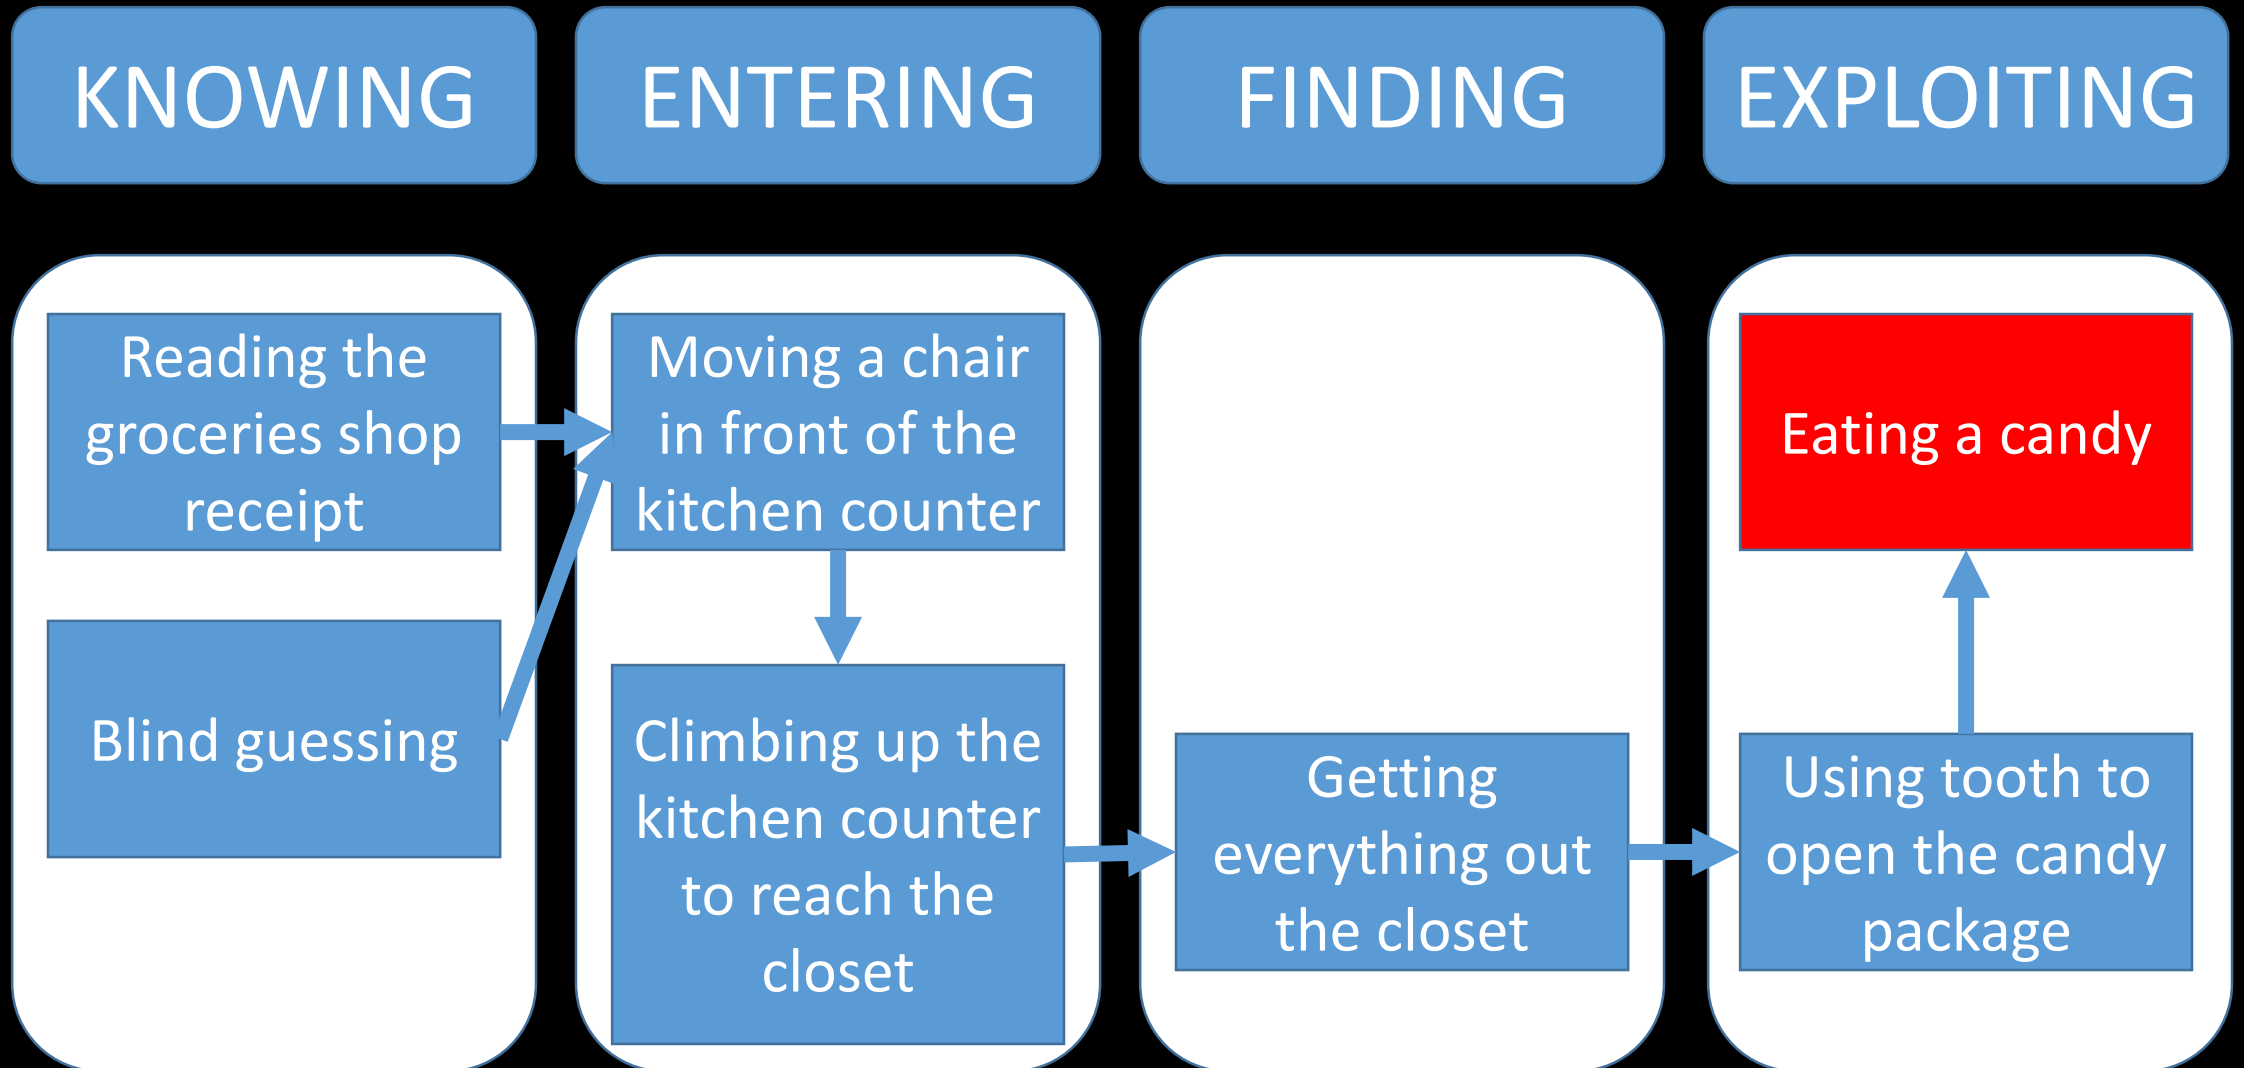 KNOWING
ENTERING
FINDING
EXPLOITING
Reading the
groceries shop
receipt
Blind guessing
Moving a chair
in front of the
kitchen counter
Climbing up the
kitchen counter
to reach the
closet
Getting
everything out
the closet
Eating a candy
Using tooth to
open the candy
package